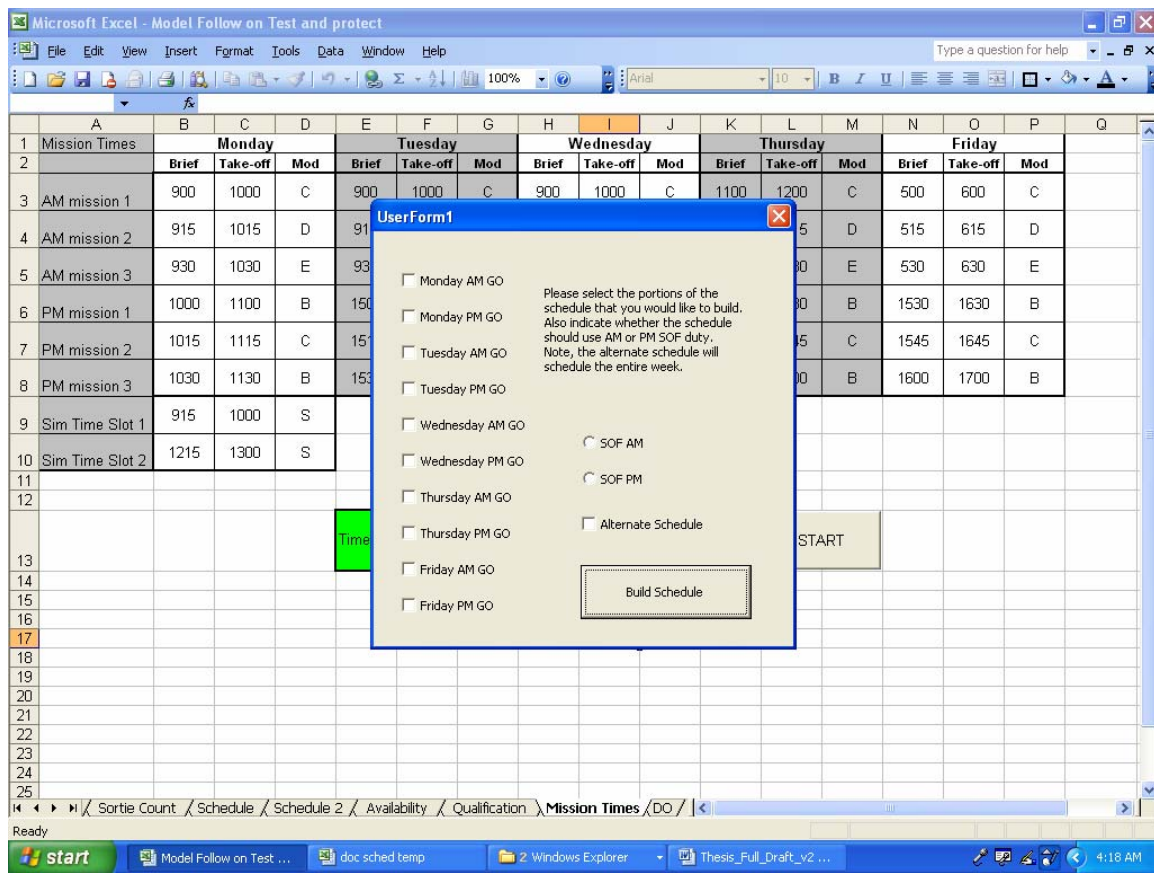 Microsoft Excel - Model Follow on Test and protect
File Edit View Insert Format Tools Data Window Help Type a question for help
100% Arial 10 B I U A
fx
A B C D E F G H I J K L M N O P Q
1 Mission Times Monday Tuesday Wednesday Thursday Friday
2 Brief Take-off Mod Brief Take-off Mod Brief Take-off Mod Brief Take-off Mod Brief Take-off Mod
3 AM mission 1 900 1000 C 900 1000 C 900 1000 C 1100 1200 C 500 600 C
4 AM mission 2 915 1015 D 91 5 D 515 615 D
5 AM mission 3 930 1030 E 93 E 530 630 E
6 PM mission 1 1000 1100 B 150 B 1530 1630 B
7 PM mission 2 1015 1115 C 15 C 1545 1645 C
8 PM mission 3 1030 1130 B 153 B 1600 1700 B
9 Sim Time Slot 1 915 1000 S
10 Sim Time Slot 2 1215 1300 S
11
12
13 Time START
14
15
16
17
18
19
20
21
22
23
24
25
UserForm1
Monday AM GO
Monday PM GO
Tuesday AM GO
Tuesday PM GO
Wednesday AM GO
Wednesday PM GO
Thursday AM GO
Thursday PM GO
Friday AM GO
Friday PM GO
Please select the portions of the
schedule that you would like to build.
Also indicate whether the schedule
should use AM or PM SOF duty.
Note, the alternate schedule will
schedule the entire week.
SOF AM
SOF PM
Alternate Schedule
Build Schedule
Sortie Count Schedule Schedule 2 Availability Qualification Mission Times DO
Ready
start Model Follow on Test ... doc sched temp 2 Windows Explorer Thesis_Full_Draft_v2 ... 4:18 AM